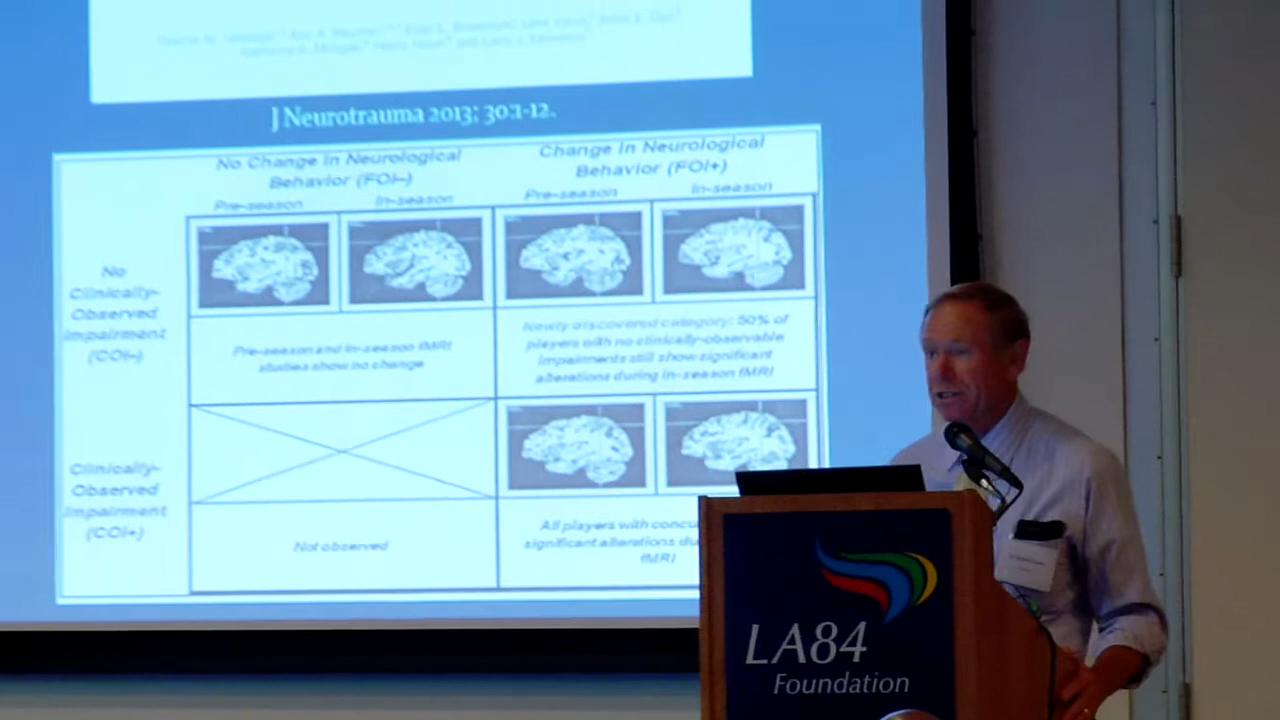 J Neurotrauma 2013; 30:1-12.
No Change in Neurological
Behavior (FOI–)
Change in Neurological
Behavior (FOI+)
Pre-season
In-season
Pre-season
In-season
No
Clinically-
Observed
Impairment
(COI–)
Pre-season and In-season fMRI
studies show no change
Newly discovered category: 50% of
players with no clinically-observable
impairments still show significant
alterations during in-season fMRI
Clinically-
Observed
Impairment
(COI+)
Not observed
All players with concu
significant alterations du
fMRI
LA84
Foundation